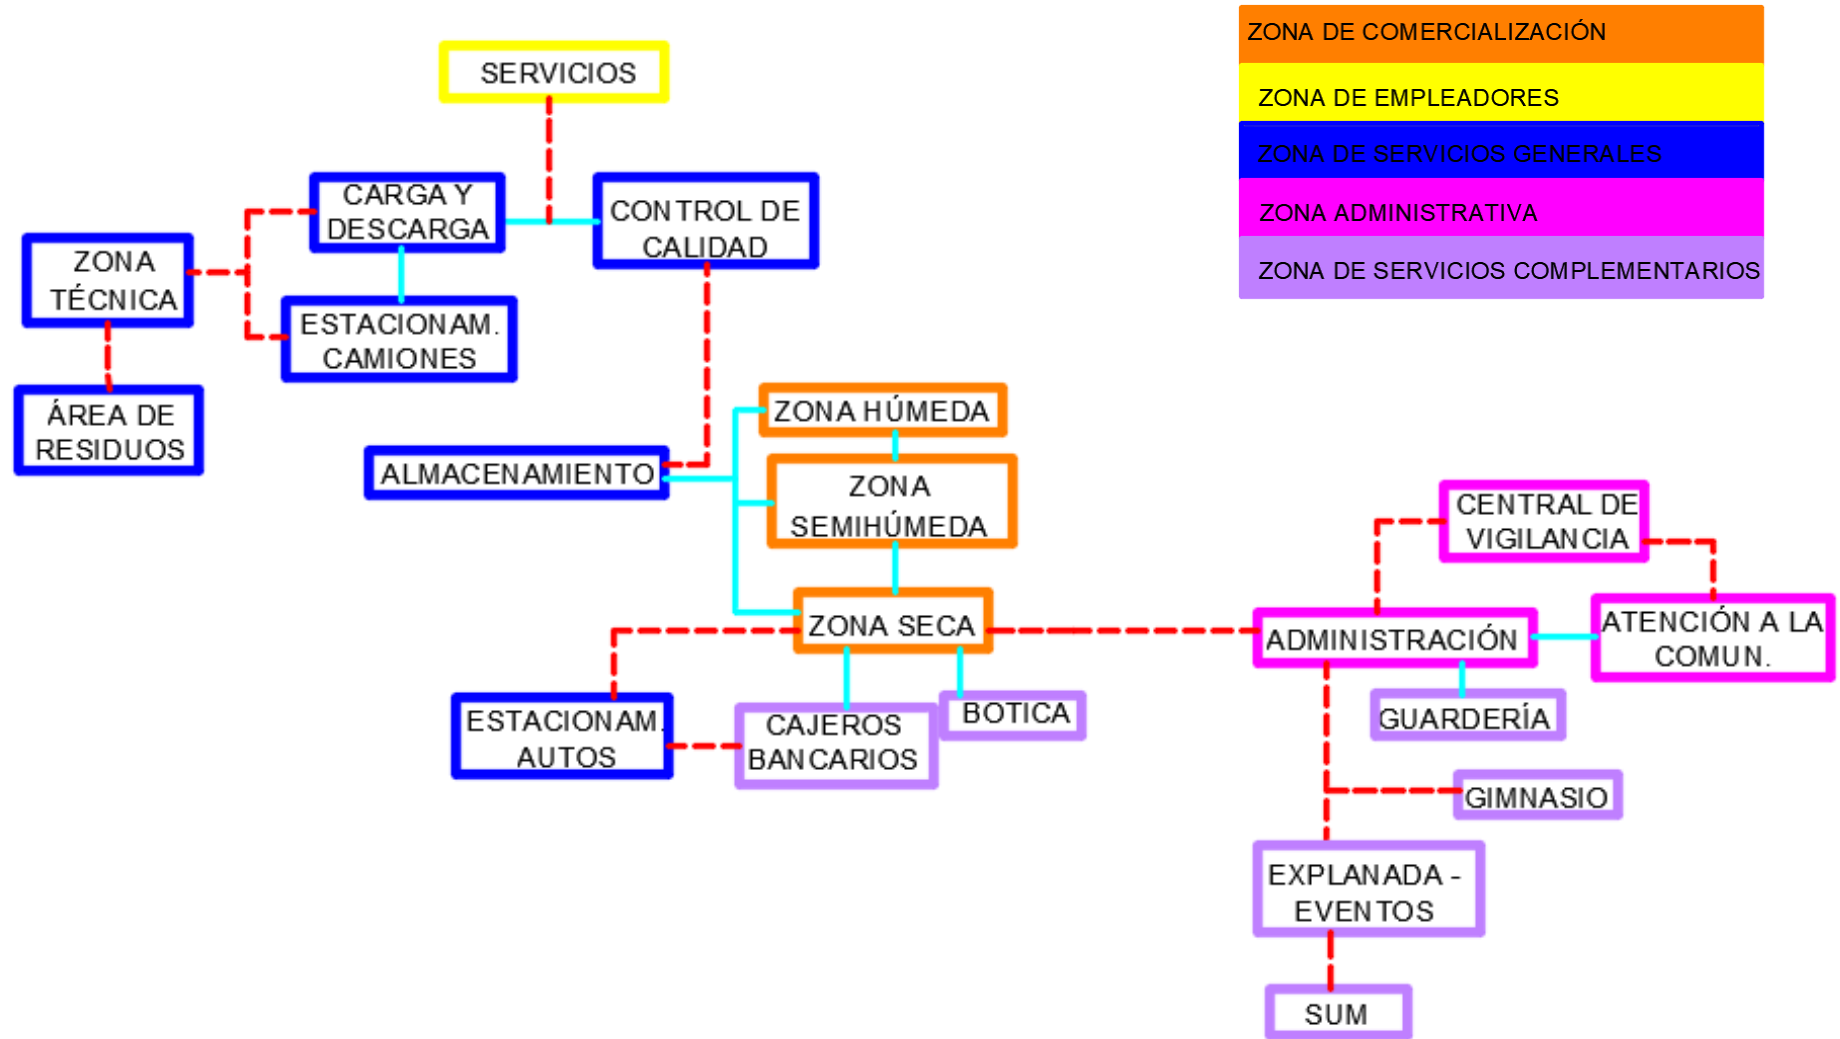 ZONA DE COMERCIALIZACIÓN
ZONA DE EMPLEADORES
ZONA DE SERVICIOS GENERALES
ZONA ADMINISTRATIVA
ZONA DE SERVICIOS COMPLEMENTARIOS
SERVICIOS
CARGA Y
DESCARGA
CONTROL DE
CALIDAD
ZONA
TÉCNICA
ESTACIONAM.
CAMIONES
ÁREA DE
RESIDUOS
ALMACENAMIENTO
ZONA HÚMEDA
ZONA
SEMIHÚMEDA
ZONA SECA
ESTACIONAM.
AUTOS
CAJEROS
BANCARIOS
BOTICA
CENTRAL DE
VIGILANCIA
ADMINISTRACIÓN
ATENCIÓN A LA
COMUN.
GUARDERÍA
GIMNASIO
EXPLANADA -
EVENTOS
SUM